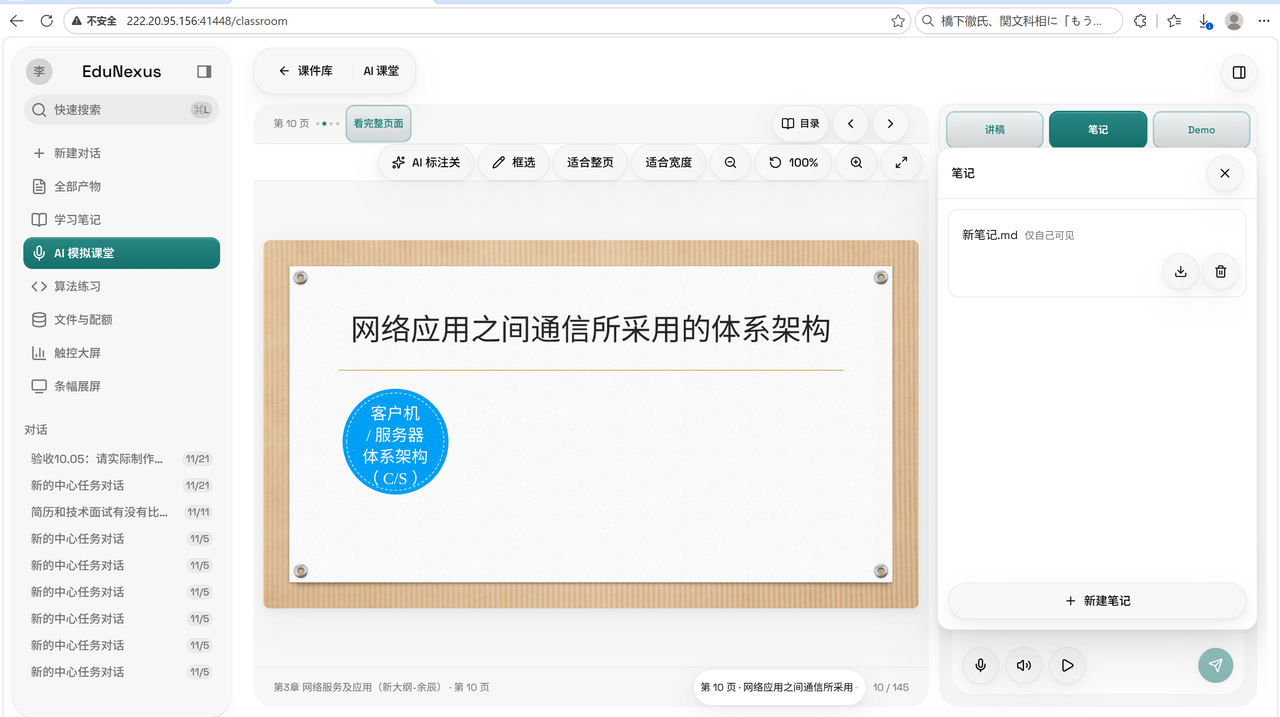 不安全 222.20.95.156:41448/classroom
橋下徹氏、関文科相に「もう...
李 EduNexus
快速搜索 ⌘L
新建对话
全部产物
学习笔记
AI 模拟课堂
算法练习
文件与配额
触控大屏
条幅展屏
对话
验收10.05：请实际制作... 11/21
新的中心任务对话 11/21
简历和技术面试有没有比... 11/11
新的中心任务对话 11/5
新的中心任务对话 11/5
新的中心任务对话 11/5
新的中心任务对话 11/5
新的中心任务对话 11/5
新的中心任务对话 11/5
课件库 AI 课堂
第 10 页 看完整页面 目录
AI 标注关 框选 适合整页 适合宽度 100%
网络应用之间通信所采用的体系架构
客户机
/ 服务器
体系架构
（ C/S ）
第3章 网络服务及应用（新大纲-余辰） · 第 10 页
第 10 页 · 网络应用之间通信所采用 ·
10 / 145
讲稿 笔记 Demo
笔记
新笔记.md 仅自己可见
新建笔记